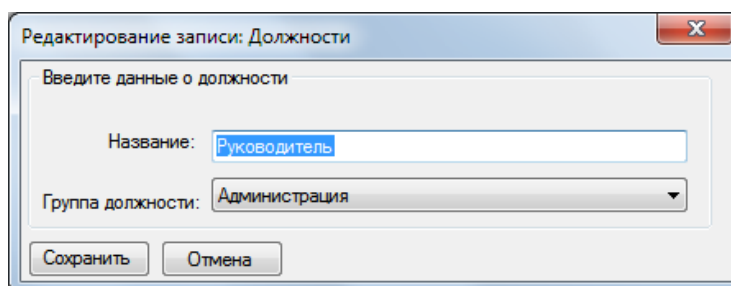 Редактирование записи: Должности
Введите данные о должности
Название: Руководитель
Группа должности: Администрация
Сохранить Отмена